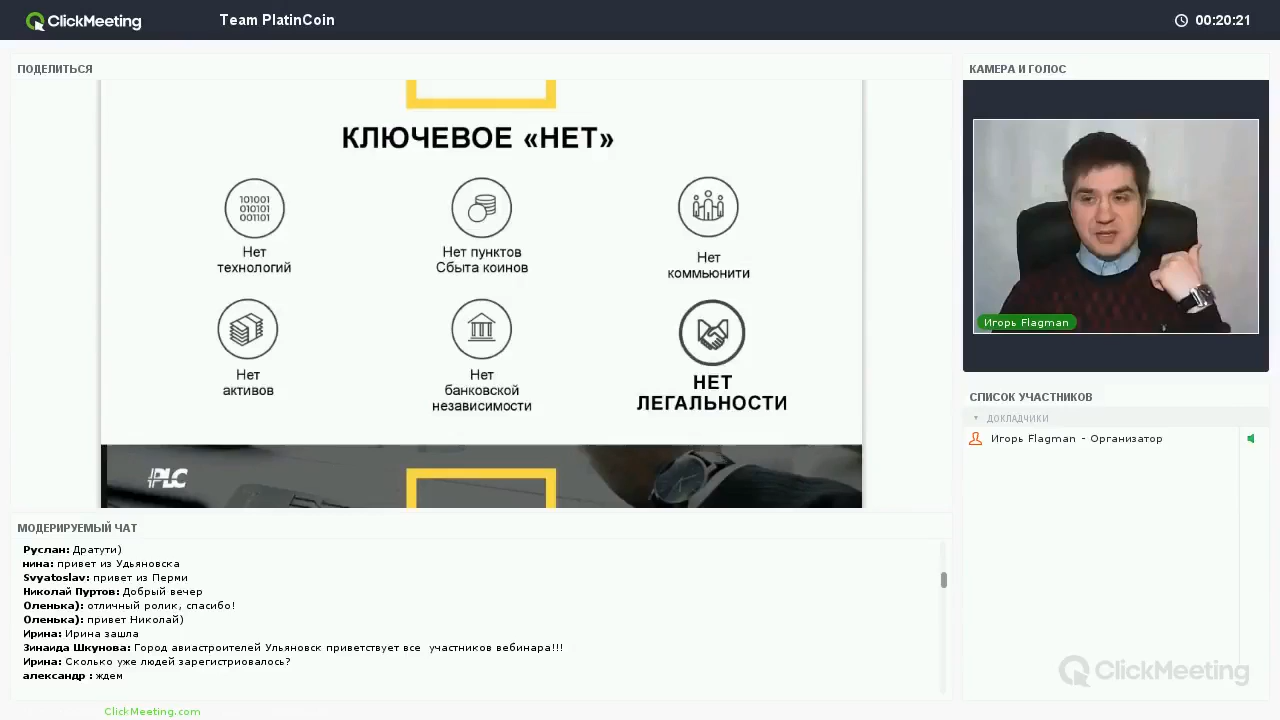 ClickMeeting
Team PlatinCoin
00:20:21
ПОДЕЛИТЬСЯ
КЛЮЧЕВОЕ «НЕТ»
101001
010101
001101
Нет
технологий
Нет пунктов
Сбыта коинов
Нет
коммьюнити
Нет
активов
Нет
банковской
независимости
НЕТ
ЛЕГАЛЬНОСТИ
PLC
КАМЕРА И ГОЛОС
Игорь Flagman
СПИСОК УЧАСТНИКОВ
ДОКЛАДЧИКИ
Игорь Flagman - Организатор
МОДЕРИРУЕМЫЙ ЧАТ
Руслан: Дратути)
нина: привет из Удьяновска
Svyatoslav: привет из Перми
Николай Пуртов: Добрый вечер
Оленька): отличный ролик, спасибо!
Оленька): привет Николай)
Ирина: Ирина зашла
Зинаида Шкунова: Город авиастроителей Ульяновск приветствует все  участников вебинара!!!
Ирина: Сколько уже людей зарегистриовалось?
александр : ждем
ClickMeeting
ClickMeeting.com